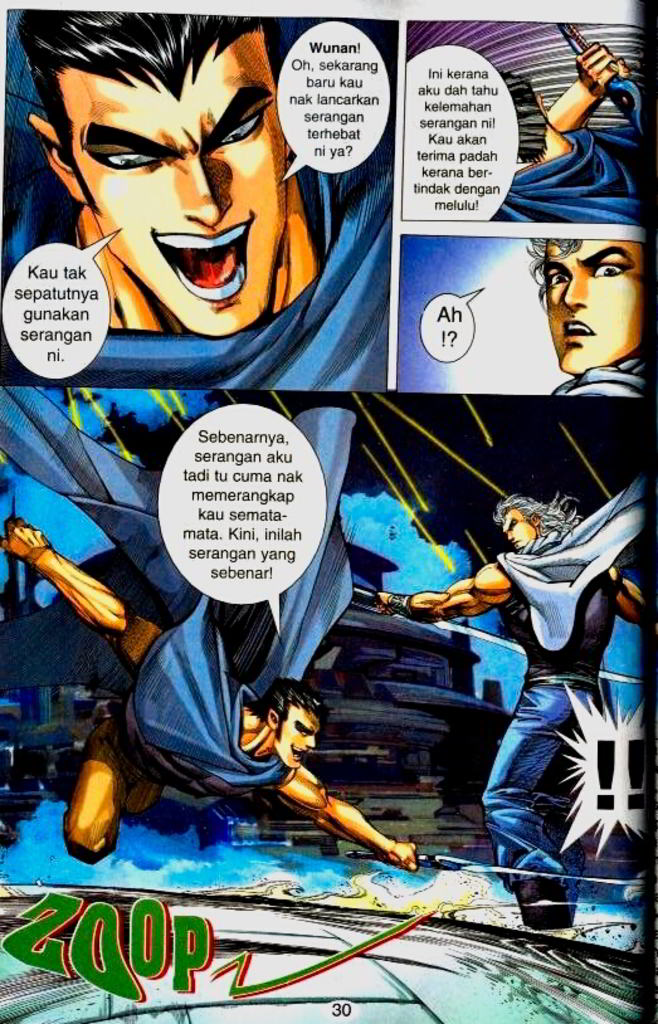 Wunan!
Oh, sekarang
baru kau
nak lancarkan
serangan
terhebat
ni ya?
Kau tak
sepatutnya
gunakan
serangan
ni.
Ini kerana
aku dah tahu
kelemahan
serangan ni!
Kau akan
terima padah
kerana ber-
tindak dengan
melulu!
Ah
!?
Sebenarnya,
serangan aku
tadi tu cuma nak
memerangkap
kau semata-
mata. Kini, inilah
serangan yang
sebenar!
!!
ZOOP
30